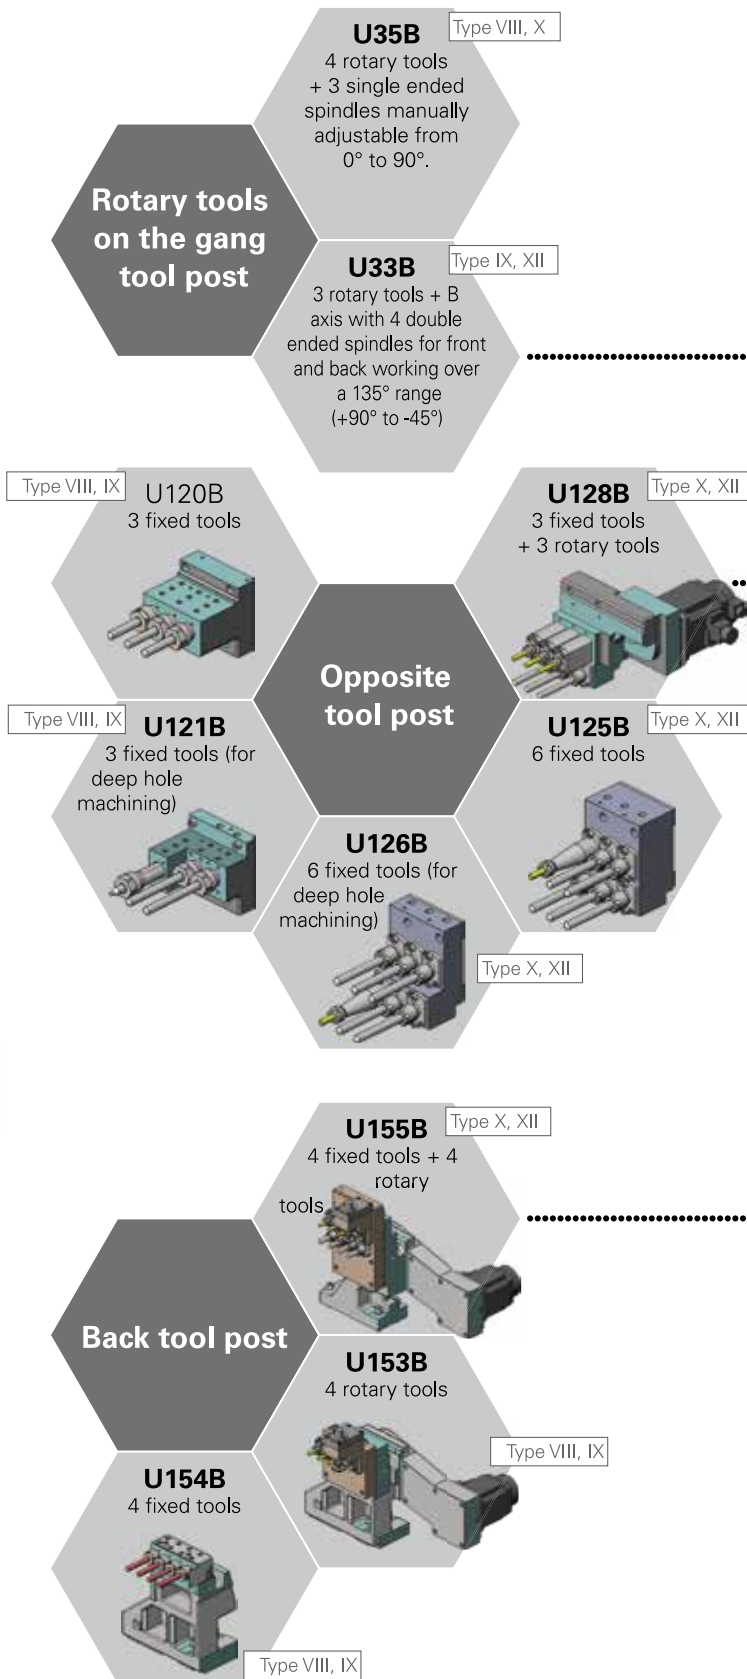 U35B
Type VIII, X
4 rotary tools
+ 3 single ended
spindles manually
adjustable from
0° to 90°.
Rotary tools
on the gang
tool post
U33B
Type IX, XII
3 rotary tools + B
axis with 4 double
ended spindles for front
and back working over
a 135° range
(+90° to -45°)
Type VIII, IX
U120B
3 fixed tools
U128B
Type X, XII
3 fixed tools
+ 3 rotary tools
Opposite
tool post
Type VIII, IX
U121B
3 fixed tools (for
deep hole
machining)
U125B
Type X, XII
6 fixed tools
U126B
6 fixed tools (for
deep hole
machining)
Type X, XII
U155B
Type X, XII
4 fixed tools + 4
rotary
tools
Back tool post
U153B
4 rotary tools
Type VIII, IX
U154B
4 fixed tools
Type VIII, IX